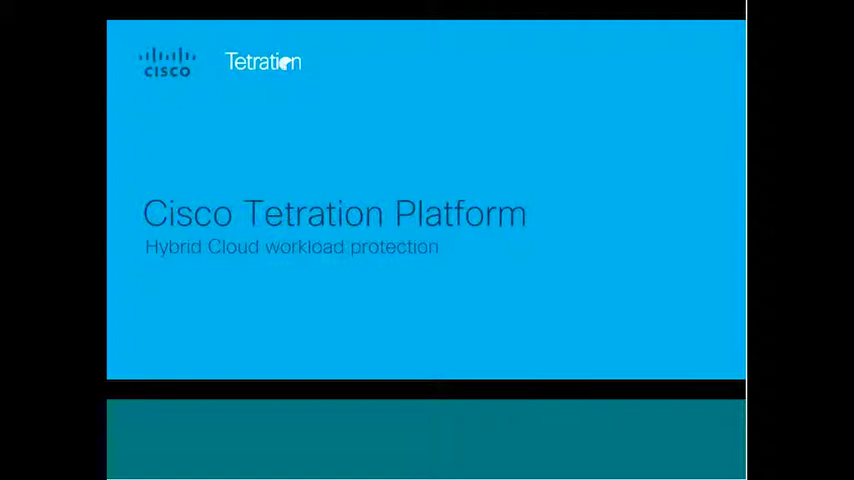 CISCO
Tetration
Cisco Tetration Platform
Hybrid Cloud workload protection